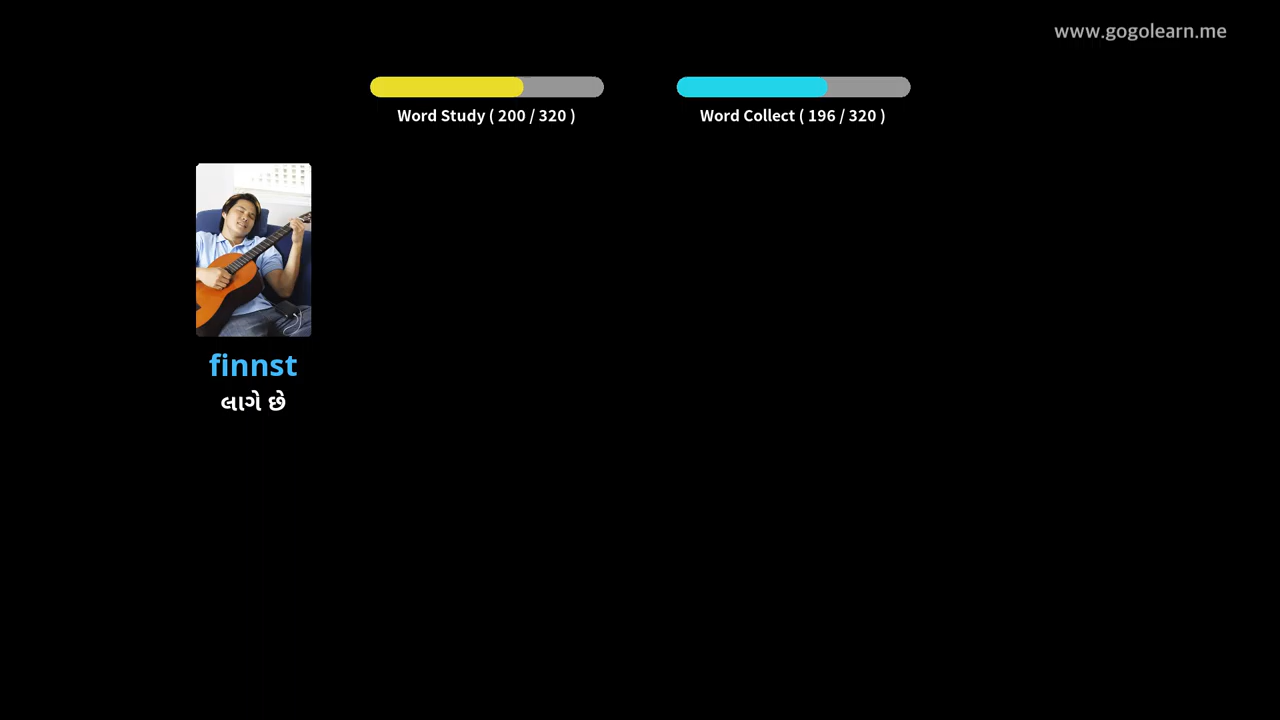 www.gogolearn.me
Word Study ( 200 / 320 )
Word Collect ( 196 / 320 )
finnst
લાગે છે